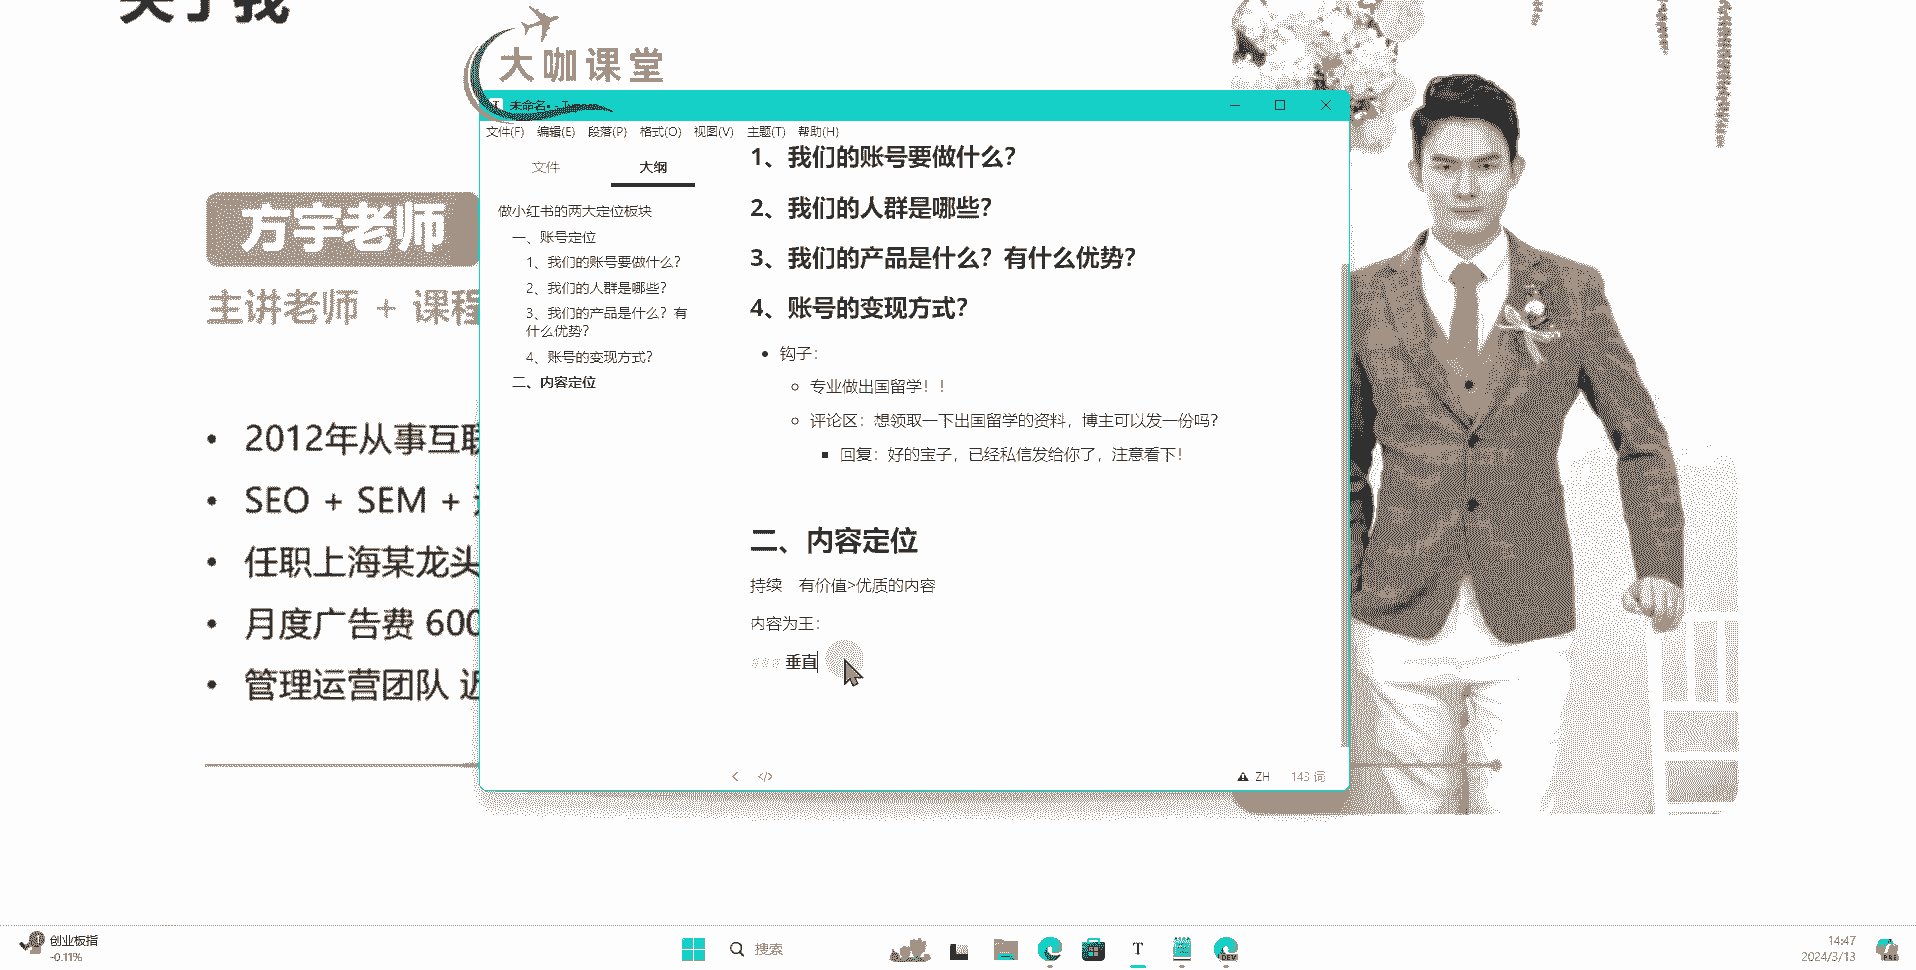 关于我
大咖课堂
未命名• - Typora
文件(F) 编辑(E) 段落(P) 格式(O) 视图(V) 主题(T) 帮助(H)
文件 大纲
做小红书的两大定位板块
一、账号定位
1、我们的账号要做什么？
2、我们的人群是哪些？
3、我们的产品是什么？有
什么优势？
4、账号的变现方式？
二、内容定位
1、我们的账号要做什么？
2、我们的人群是哪些？
3、我们的产品是什么？有什么优势？
4、账号的变现方式？
钩子：
专业做出国留学！！
评论区：想领取一下出国留学的资料，博主可以发一份吗？
回复：好的宝子，已经私信发给你了，注意看下！
二、内容定位
持续 有价值>优质的内容
内容为王：
### 垂直
ZH 143 词
方宇老师
主讲老师 + 课程
2012年从事互联
SEO + SEM +
任职上海某龙头
月度广告费 600
管理运营团队 近
创业板指
-0.11%
搜索
T
DEV
14:47
2024/3/13
PRE